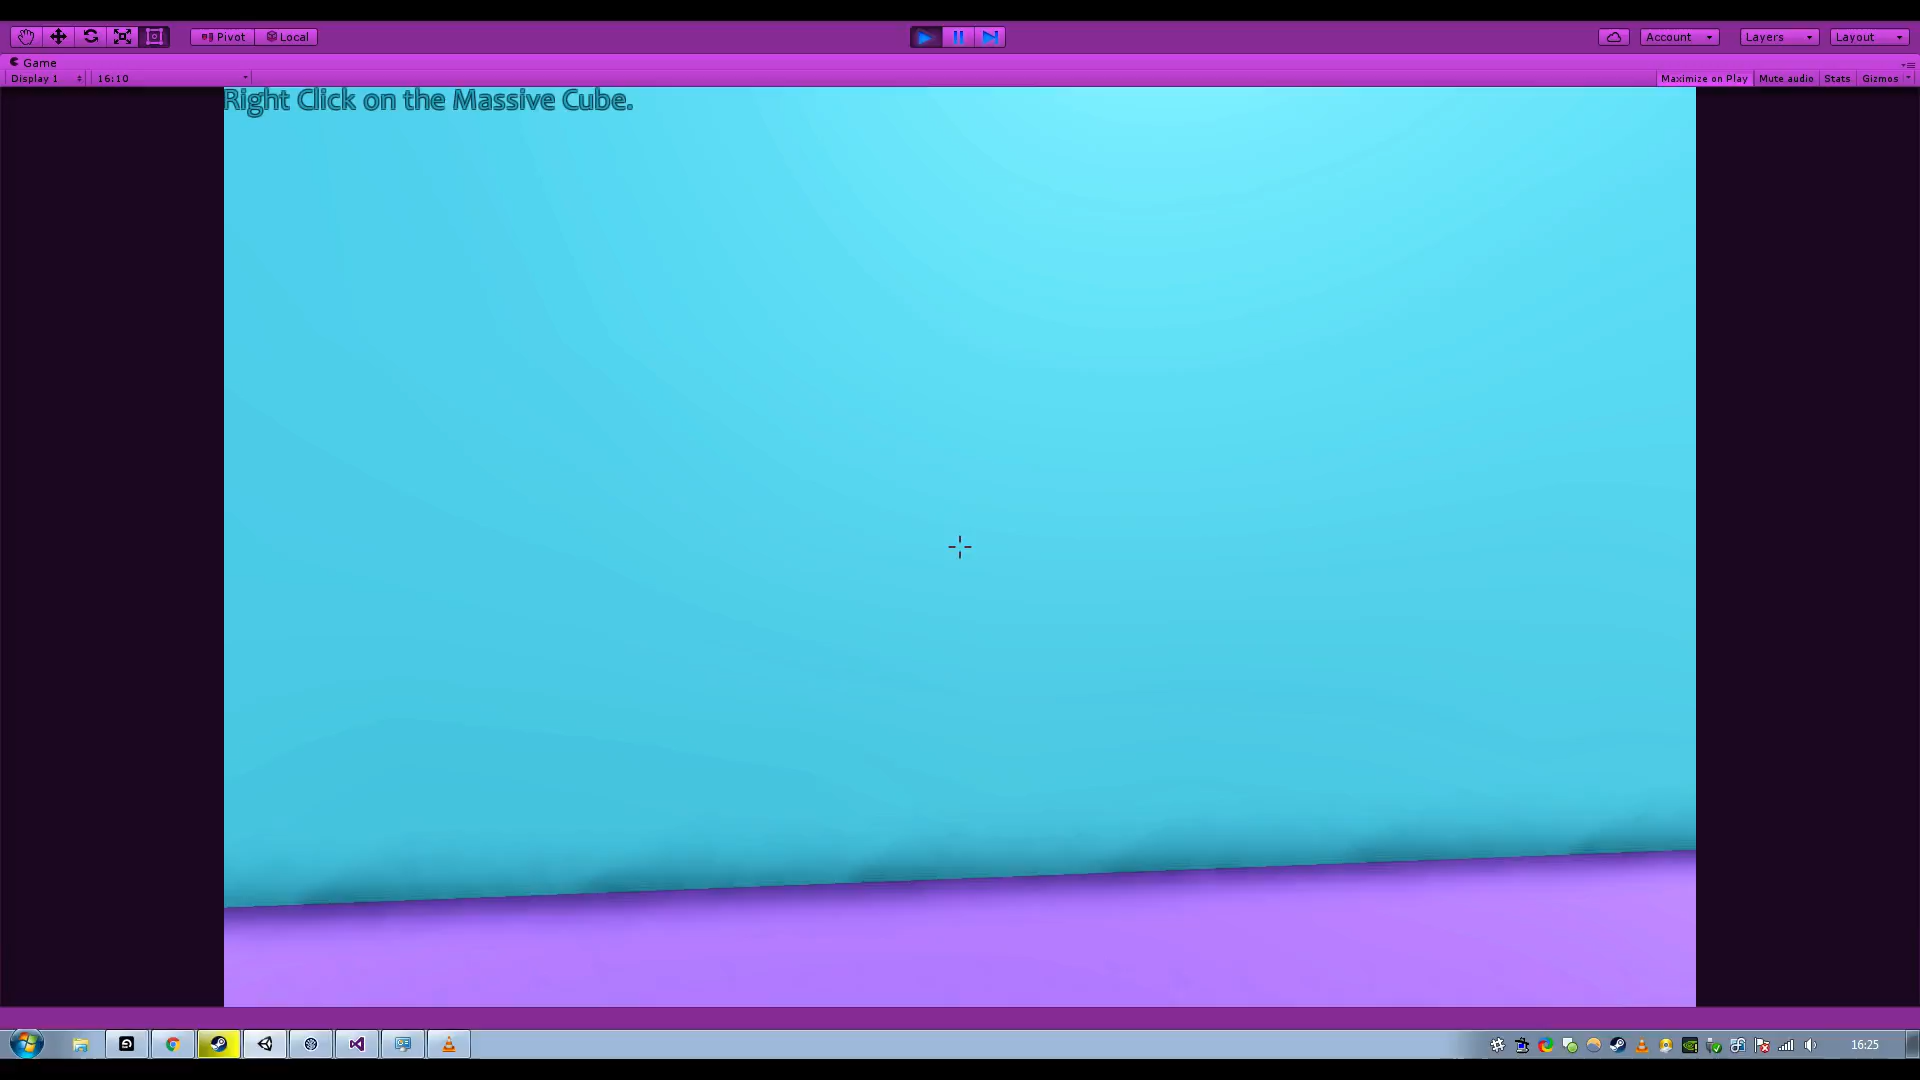 Pivot
Local
Account
Layers
Layout
Game
Display 1
16:10
Maximize on Play
Mute audio
Stats
Gizmos
Right Click on the Massive Cube.
16:25